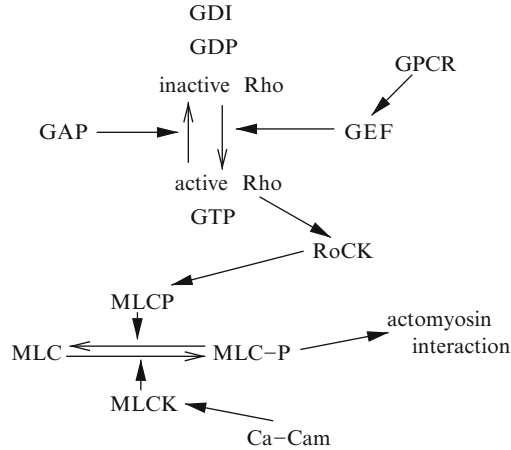 GDI
GDP
GPCR
inactive Rho
GAP
GEF
active Rho
GTP
RoCK
MLCP
actomyosin
interaction
MLC
MLC–P
MLCK
Ca–Cam